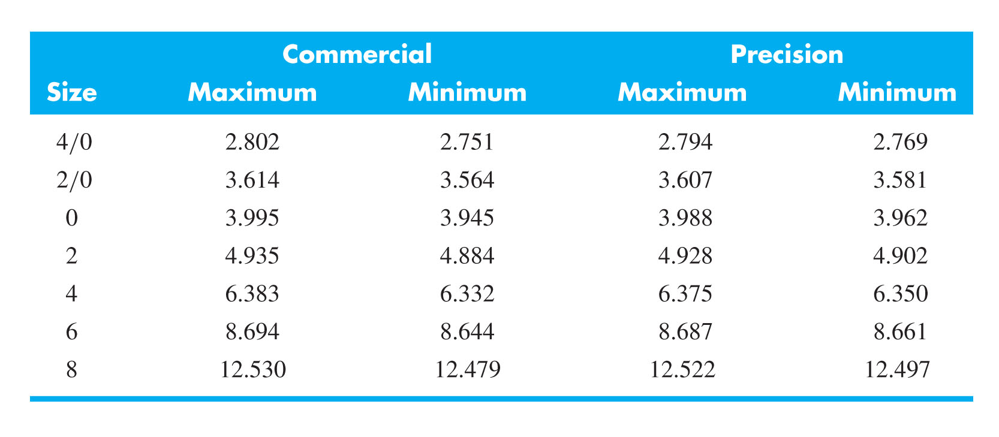 Commercial Precision
Size Maximum Minimum Maximum Minimum
4/0 2.802 2.751 2.794 2.769
2/0 3.614 3.564 3.607 3.581
0 3.995 3.945 3.988 3.962
2 4.935 4.884 4.928 4.902
4 6.383 6.332 6.375 6.350
6 8.694 8.644 8.687 8.661
8 12.530 12.479 12.522 12.497